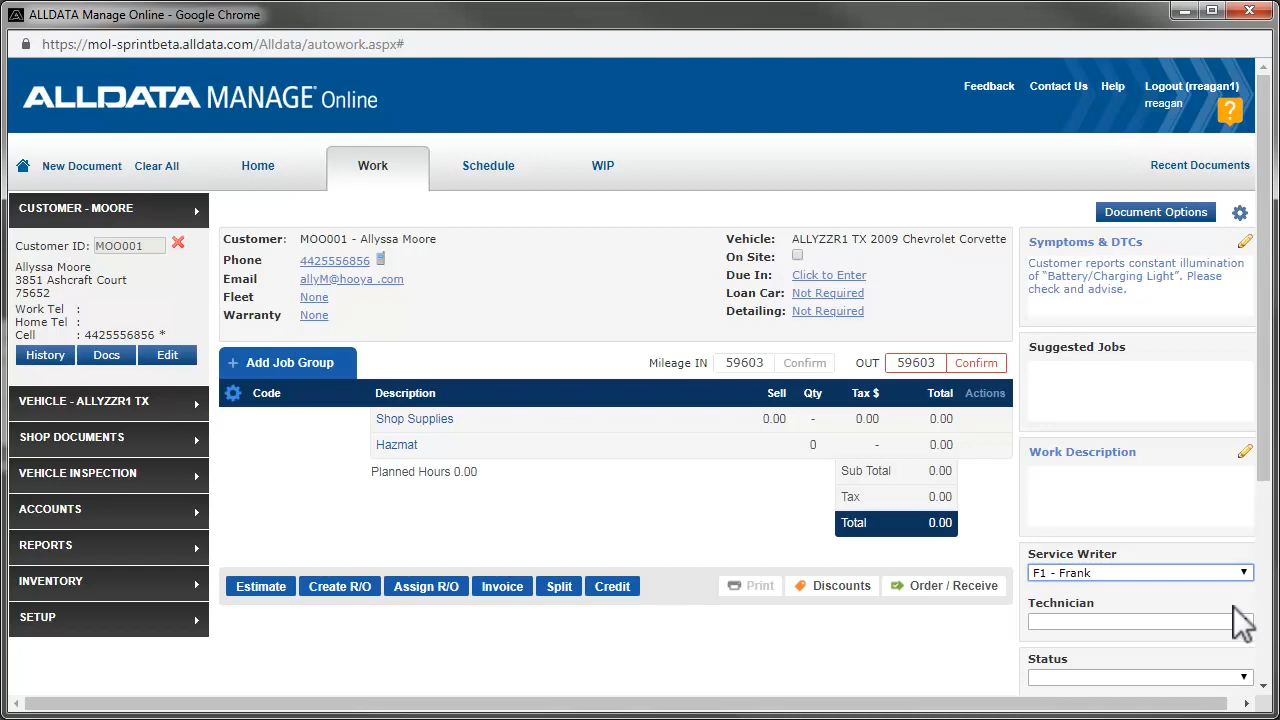 ALLDATA Manage Online - Google Chrome
https://mol-sprintbeta.alldata.com/Alldata/autowork.aspx#
ALLDATA MANAGE® Online
Feedback Contact Us Help Logout (rreagan1)
rreagan
?
New Document Clear All Home Work Schedule WIP Recent Documents
CUSTOMER - MOORE
Customer ID: MOO001
Allyssa Moore
3851 Ashcraft Court
75652
Work Tel :
Home Tel :
Cell : 4425556856 *
History Docs Edit
VEHICLE - ALLYZZR1 TX
SHOP DOCUMENTS
VEHICLE INSPECTION
ACCOUNTS
REPORTS
INVENTORY
SETUP
Document Options
Customer: MOO001 - Allyssa Moore
Phone 4425556856
Email allyM@hooya .com
Fleet None
Warranty None
Vehicle: ALLYZZR1 TX 2009 Chevrolet Corvette
On Site:
Due In: Click to Enter
Loan Car: Not Required
Detailing: Not Required
+ Add Job Group Mileage IN 59603 Confirm OUT 59603 Confirm
Code Description Sell Qty Tax $ Total Actions
Shop Supplies 0.00 - 0.00 0.00
Hazmat 0 - 0.00
Planned Hours 0.00 Sub Total 0.00
Tax 0.00
Total 0.00
Estimate Create R/O Assign R/O Invoice Split Credit Print Discounts Order / Receive
Symptoms & DTCs
Customer reports constant illumination
of “Battery/Charging Light”. Please
check and advise.
Suggested Jobs
Work Description
Service Writer
F1 - Frank
Technician
Status